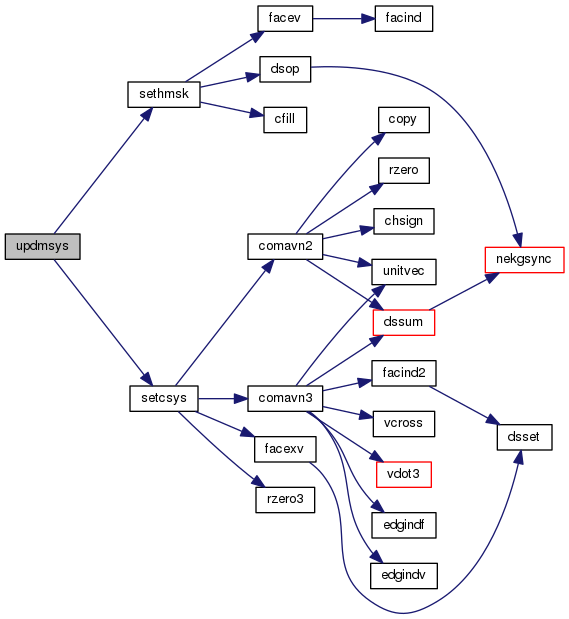 facev
facind
dsop
sethmsk
cfill
copy
rzero
chsign
updmsys
comavn2
nekgsync
unitvec
dssum
facind2
setcsys
comavn3
vcross
dsset
facexv
vdot3
rzero3
edgindf
edgindv